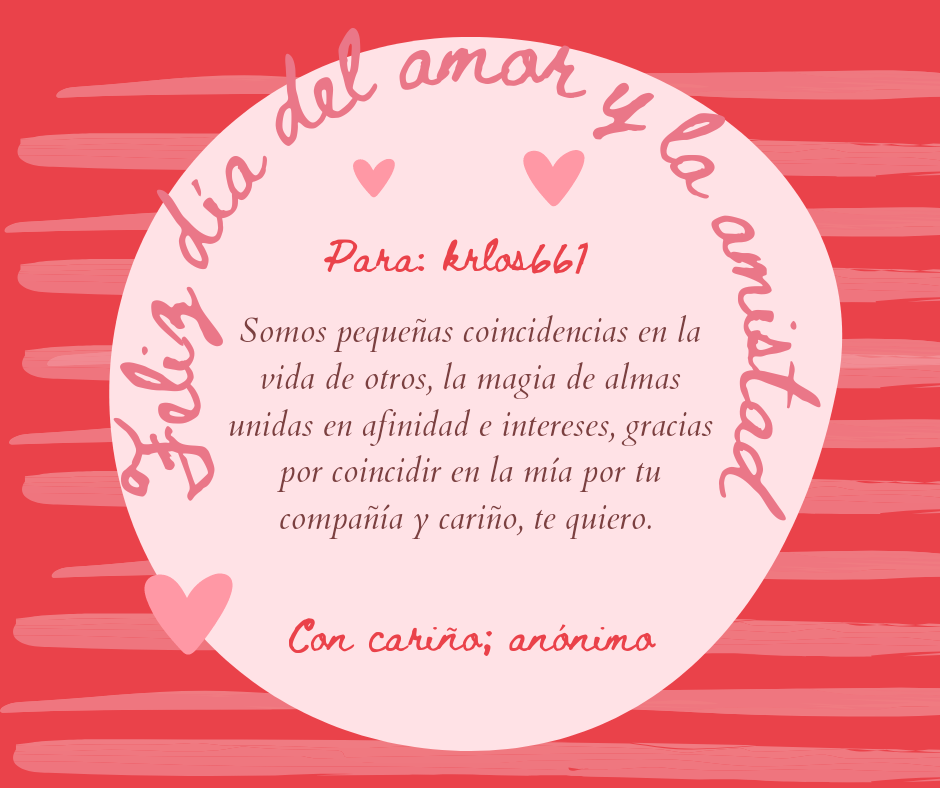 Feliz día del amor y la amistad
Para: krlos661
Somos pequeñas coincidencias en la
vida de otros, la magia de almas
unidas en afinidad e intereses, gracias
por coincidir en la mía por tu
compañía y cariño, te quiero.
Con cariño; anónimo